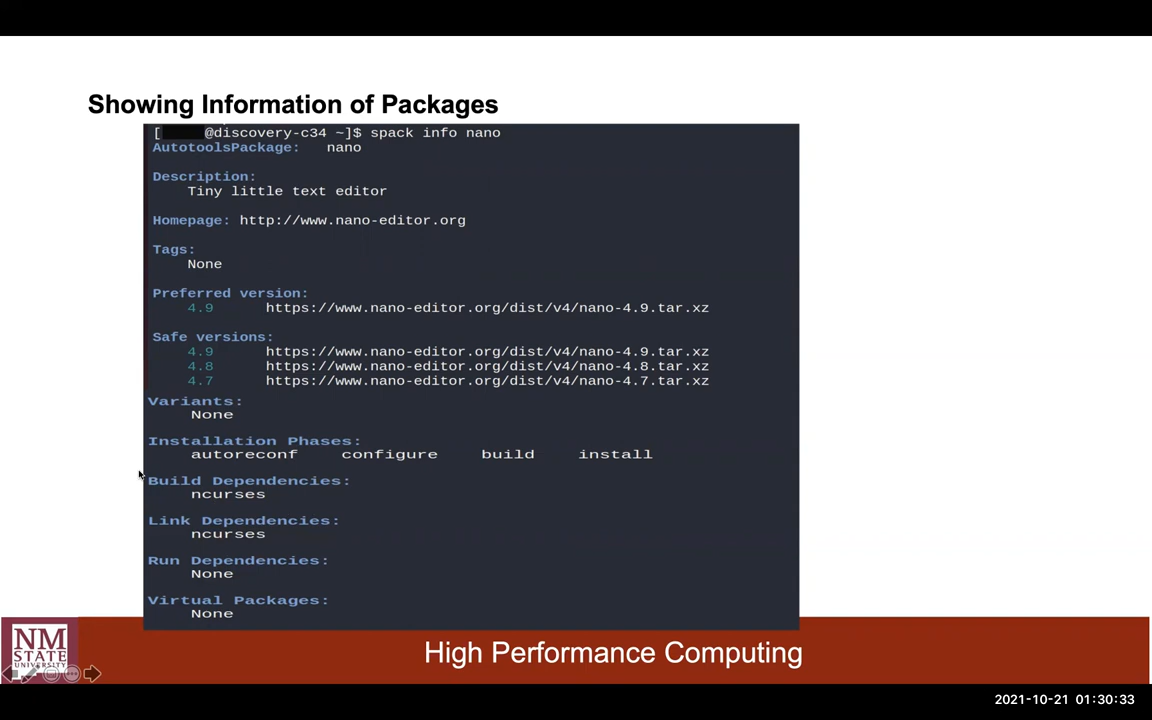 Showing Information of Packages
[ @discovery-c34 ~]$ spack info nano
AutotoolsPackage: nano
Description:
Tiny little text editor
Homepage: http://www.nano-editor.org
Tags:
None
Preferred version:
4.9 https://www.nano-editor.org/dist/v4/nano-4.9.tar.xz
Safe versions:
4.9 https://www.nano-editor.org/dist/v4/nano-4.9.tar.xz
4.8 https://www.nano-editor.org/dist/v4/nano-4.8.tar.xz
4.7 https://www.nano-editor.org/dist/v4/nano-4.7.tar.xz
Variants:
None
Installation Phases:
autoreconf configure build install
Build Dependencies:
ncurses
Link Dependencies:
ncurses
Run Dependencies:
None
Virtual Packages:
None
NM
STATE
UNIVERSITY
High Performance Computing
2021-10-21 01:30:33